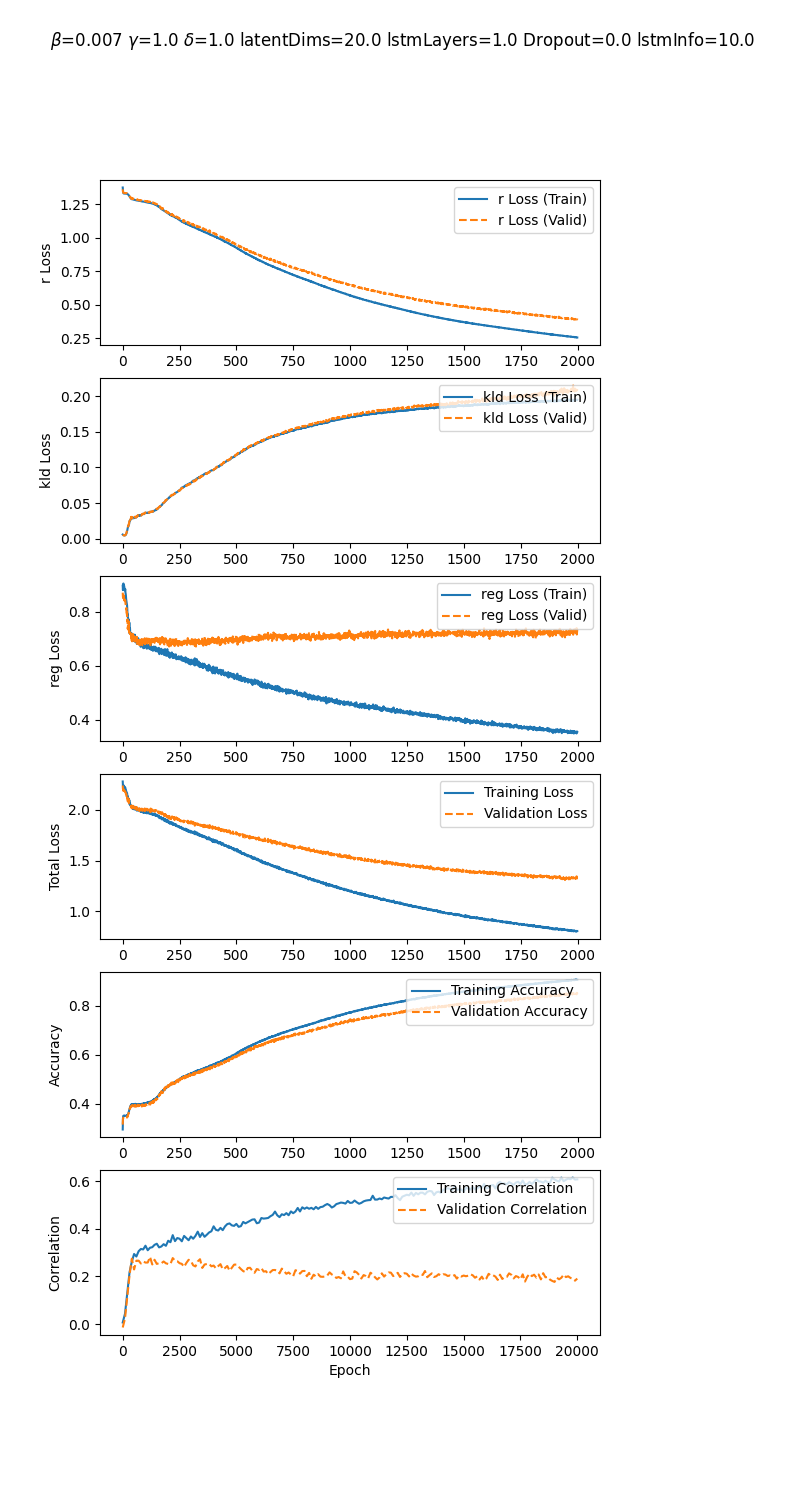 β=0.007 γ=1.0 δ=1.0 latentDims=20.0 lstmLayers=1.0 Dropout=0.0 lstmInfo=10.0
r Loss
1.25
1.00
0.75
0.50
0.25
r Loss (Train)
r Loss (Valid)
0 250 500 750 1000 1250 1500 1750 2000
kld Loss
0.20
0.15
0.10
0.05
0.00
kld Loss (Train)
kld Loss (Valid)
0 250 500 750 1000 1250 1500 1750 2000
reg Loss
0.8
0.6
0.4
reg Loss (Train)
reg Loss (Valid)
0 250 500 750 1000 1250 1500 1750 2000
Total Loss
2.0
1.5
1.0
Training Loss
Validation Loss
0 250 500 750 1000 1250 1500 1750 2000
Accuracy
0.8
0.6
0.4
Training Accuracy
Validation Accuracy
0 250 500 750 1000 1250 1500 1750 2000
Correlation
0.6
0.4
0.2
0.0
Training Correlation
Validation Correlation
0 2500 5000 7500 10000 12500 15000 17500 20000
Epoch